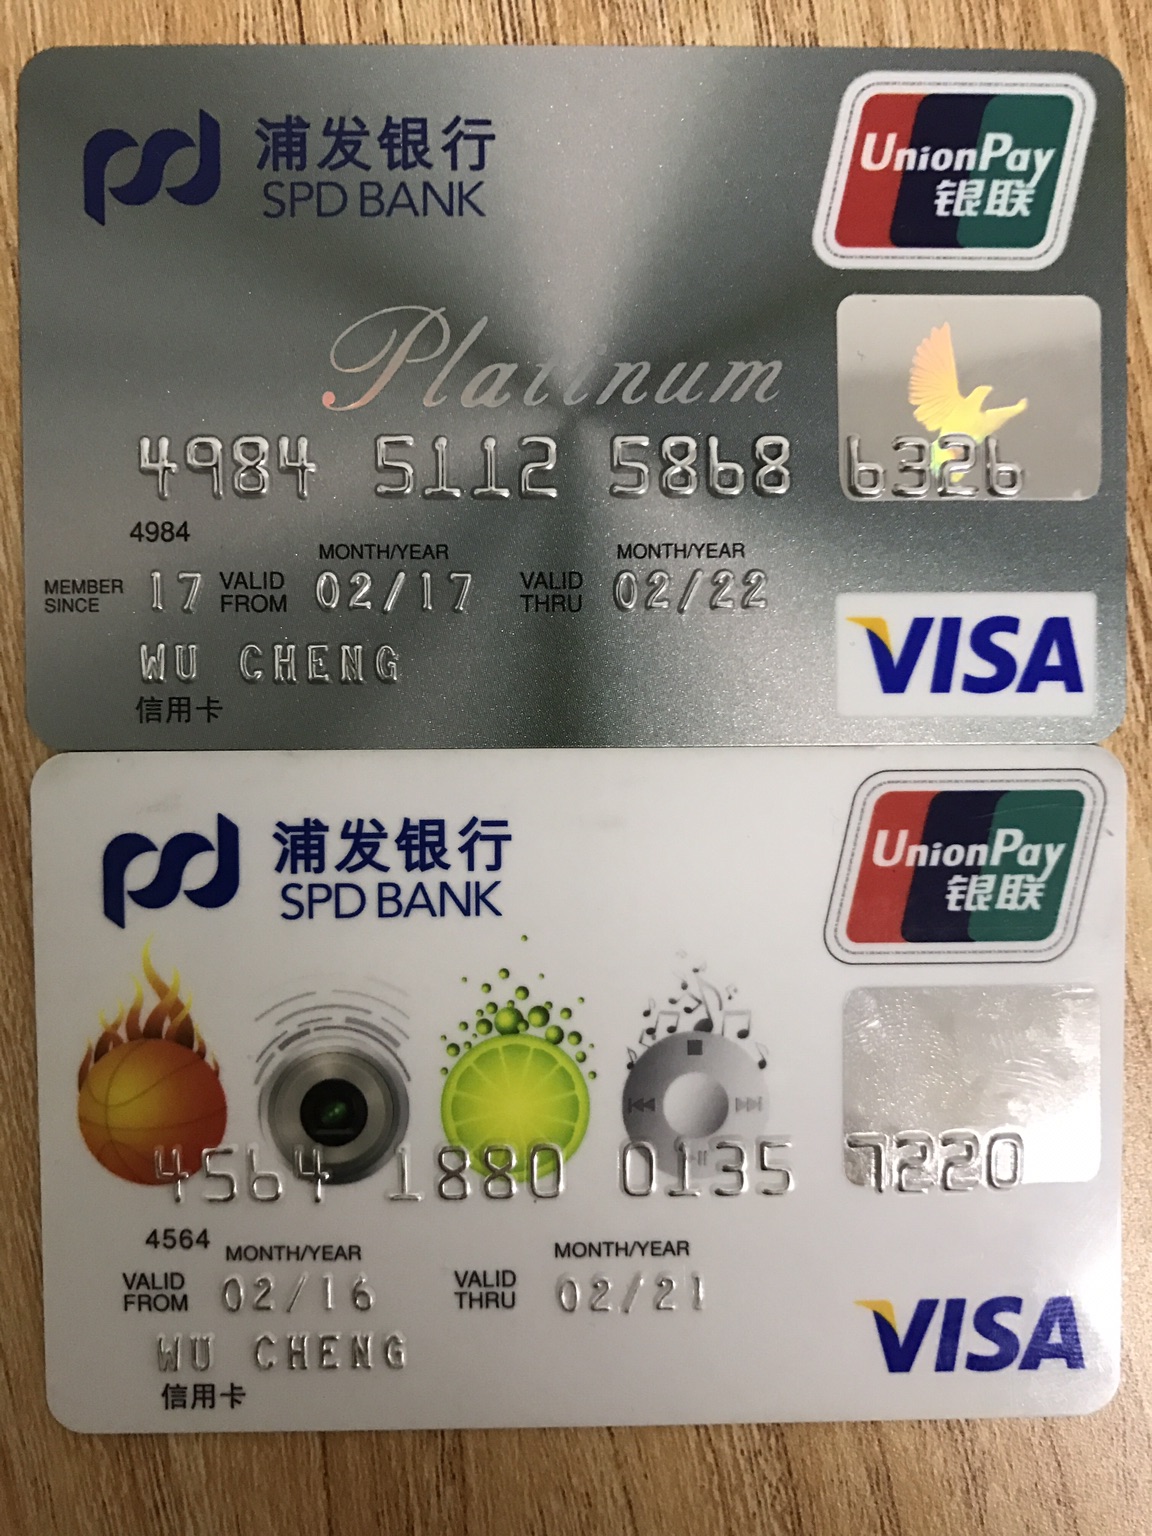 浦发银行
SPD BANK
UnionPay
银联
Platinum
4984 5112 5868 6326
4984
MONTH/YEAR MONTH/YEAR
MEMBER SINCE 17 VALID FROM 02/17 VALID THRU 02/22
WU CHENG
信用卡
VISA
浦发银行
SPD BANK
UnionPay
银联
4564 1880 0135 7220
4564
MONTH/YEAR MONTH/YEAR
VALID FROM 02/16 VALID THRU 02/21
WU CHENG
信用卡
VISA